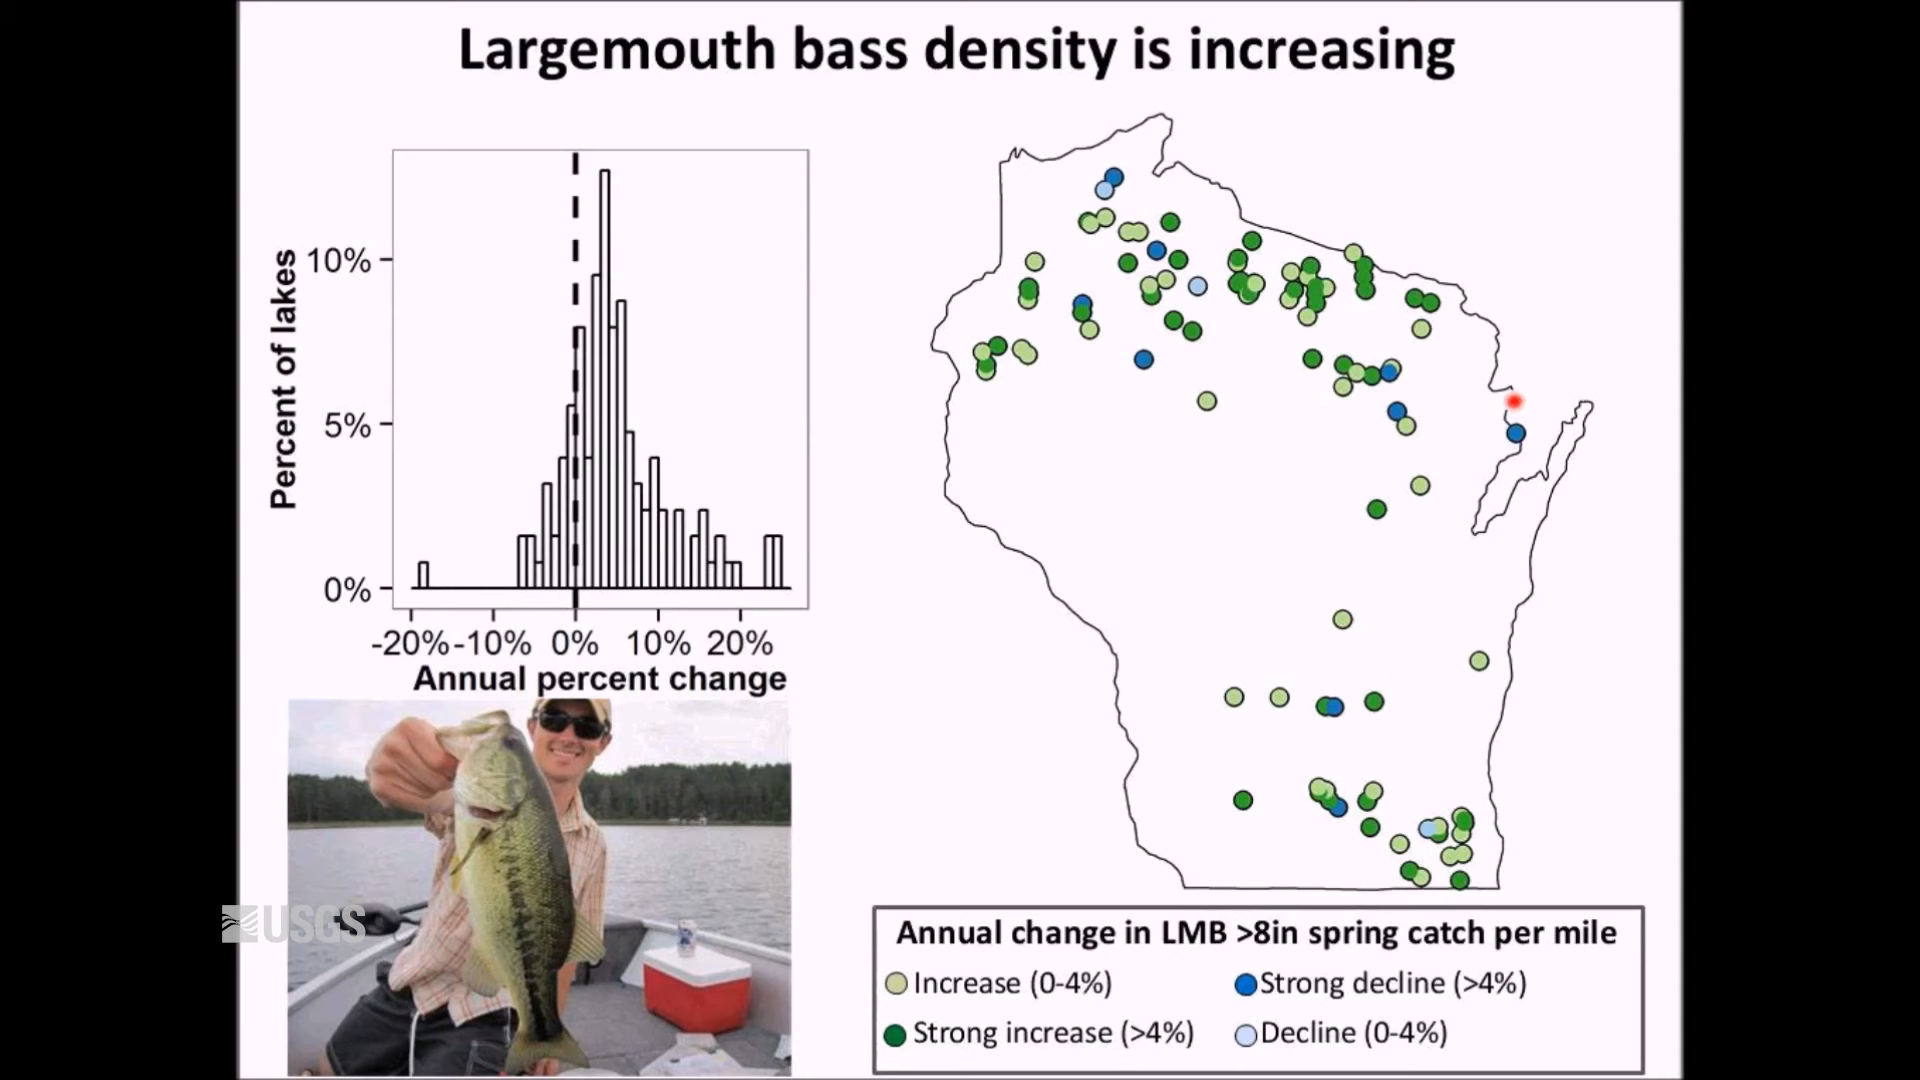 Largemouth bass density is increasing
Percent of lakes
10%
5%
0%
-20% -10% 0% 10% 20%
Annual percent change
USGS
Annual change in LMB >8in spring catch per mile
Increase (0-4%)
Strong decline (>4%)
Strong increase (>4%)
Decline (0-4%)